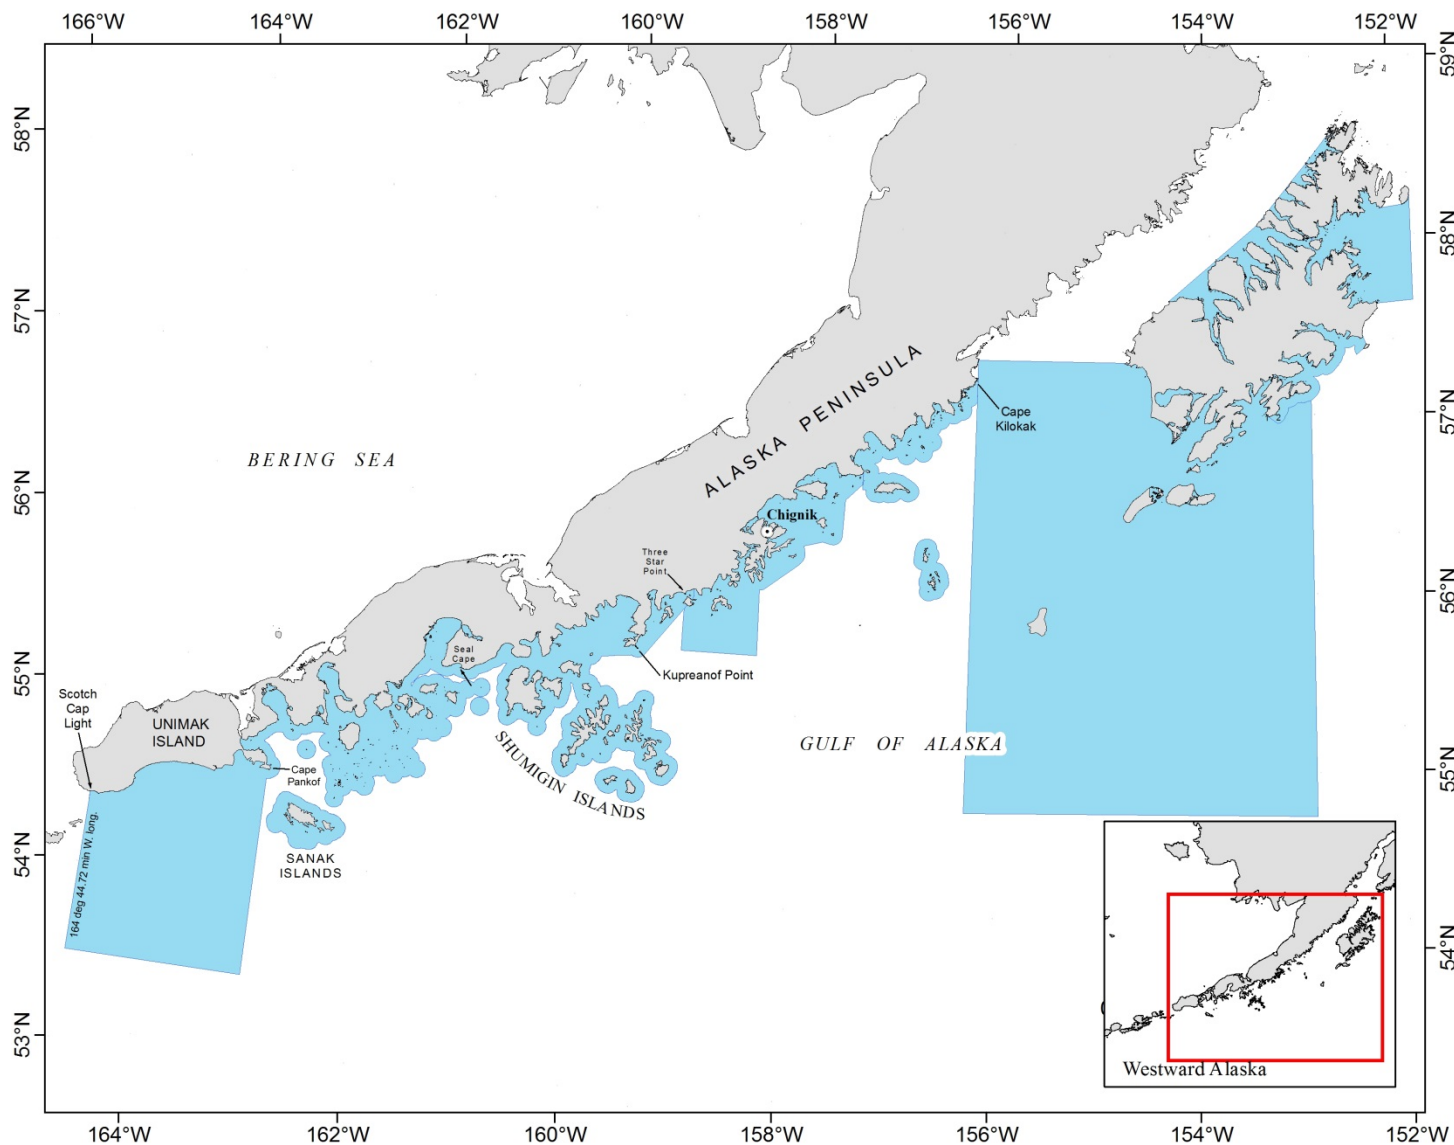 166°W 164°W 162°W 160°W 158°W 156°W 154°W 152°W
59°N
58°N
58°N
57°N
57°N
Cape
Kilokak
ALASKA PENINSULA
BERING SEA
56°N
Chignik
Three
Star
Point
56°N
Seal
Cape
55°N
Kupreanof Point
Scotch
Cap
Light
UNIMAK
ISLAND
GULF OF ALASKA
SHUMIGIN ISLANDS
Cape
Pankof
55°N
164 deg 44.72 min W. long.
54°N
SANAK
ISLANDS
54°N
53°N
Westward Alaska
164°W 162°W 160°W 158°W 156°W 154°W 152°W